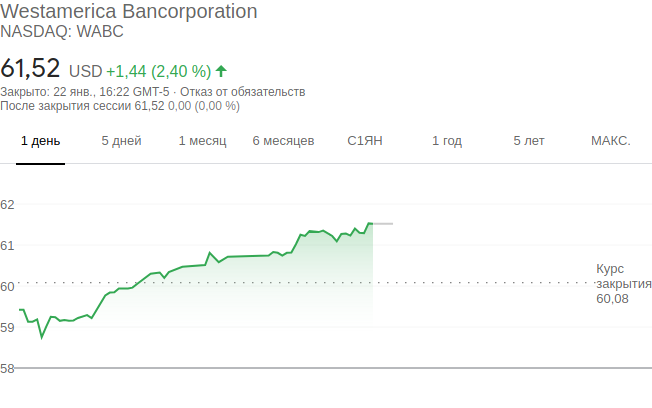 Westamerica Bancorporation
NASDAQ: WABC
61,52 USD +1,44 (2,40 %)
Закрыто: 22 янв., 16:22 GMT-5 · Отказ от обязательств
После закрытия сессии 61,52 0,00 (0,00 %)
1 день 5 дней 1 месяц 6 месяцев С1ЯН 1 год 5 лет МАКС.
62
61
60
59
58
Курс
закрытия
60,08